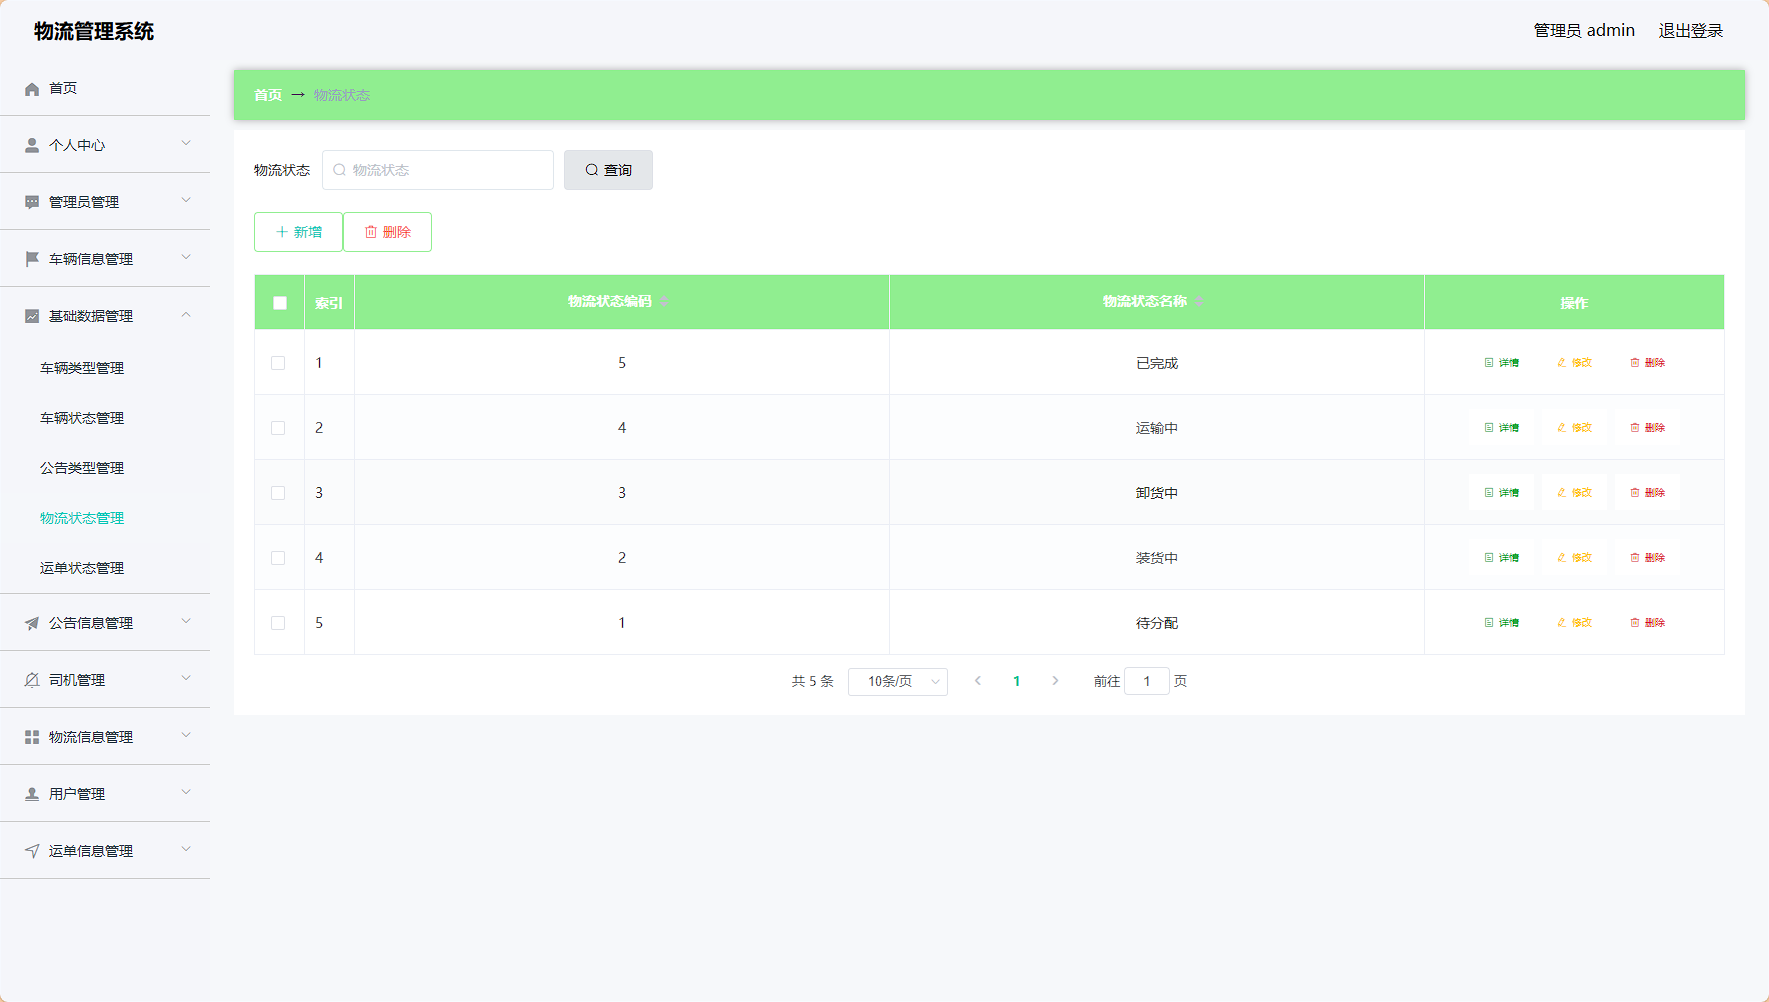 物流管理系统
管理员 admin 退出登录
首页
个人中心
管理员管理
车辆信息管理
基础数据管理
车辆类型管理
车辆状态管理
公告类型管理
物流状态管理
运单状态管理
公告信息管理
司机管理
物流信息管理
用户管理
运单信息管理
首页 → 物流状态
物流状态 物流状态 查询
新增 删除
索引 物流状态编码 物流状态名称 操作
1 5 已完成 详情 修改 删除
2 4 运输中 详情 修改 删除
3 3 卸货中 详情 修改 删除
4 2 装货中 详情 修改 删除
5 1 待分配 详情 修改 删除
共 5 条 10条/页 1 前往 1 页